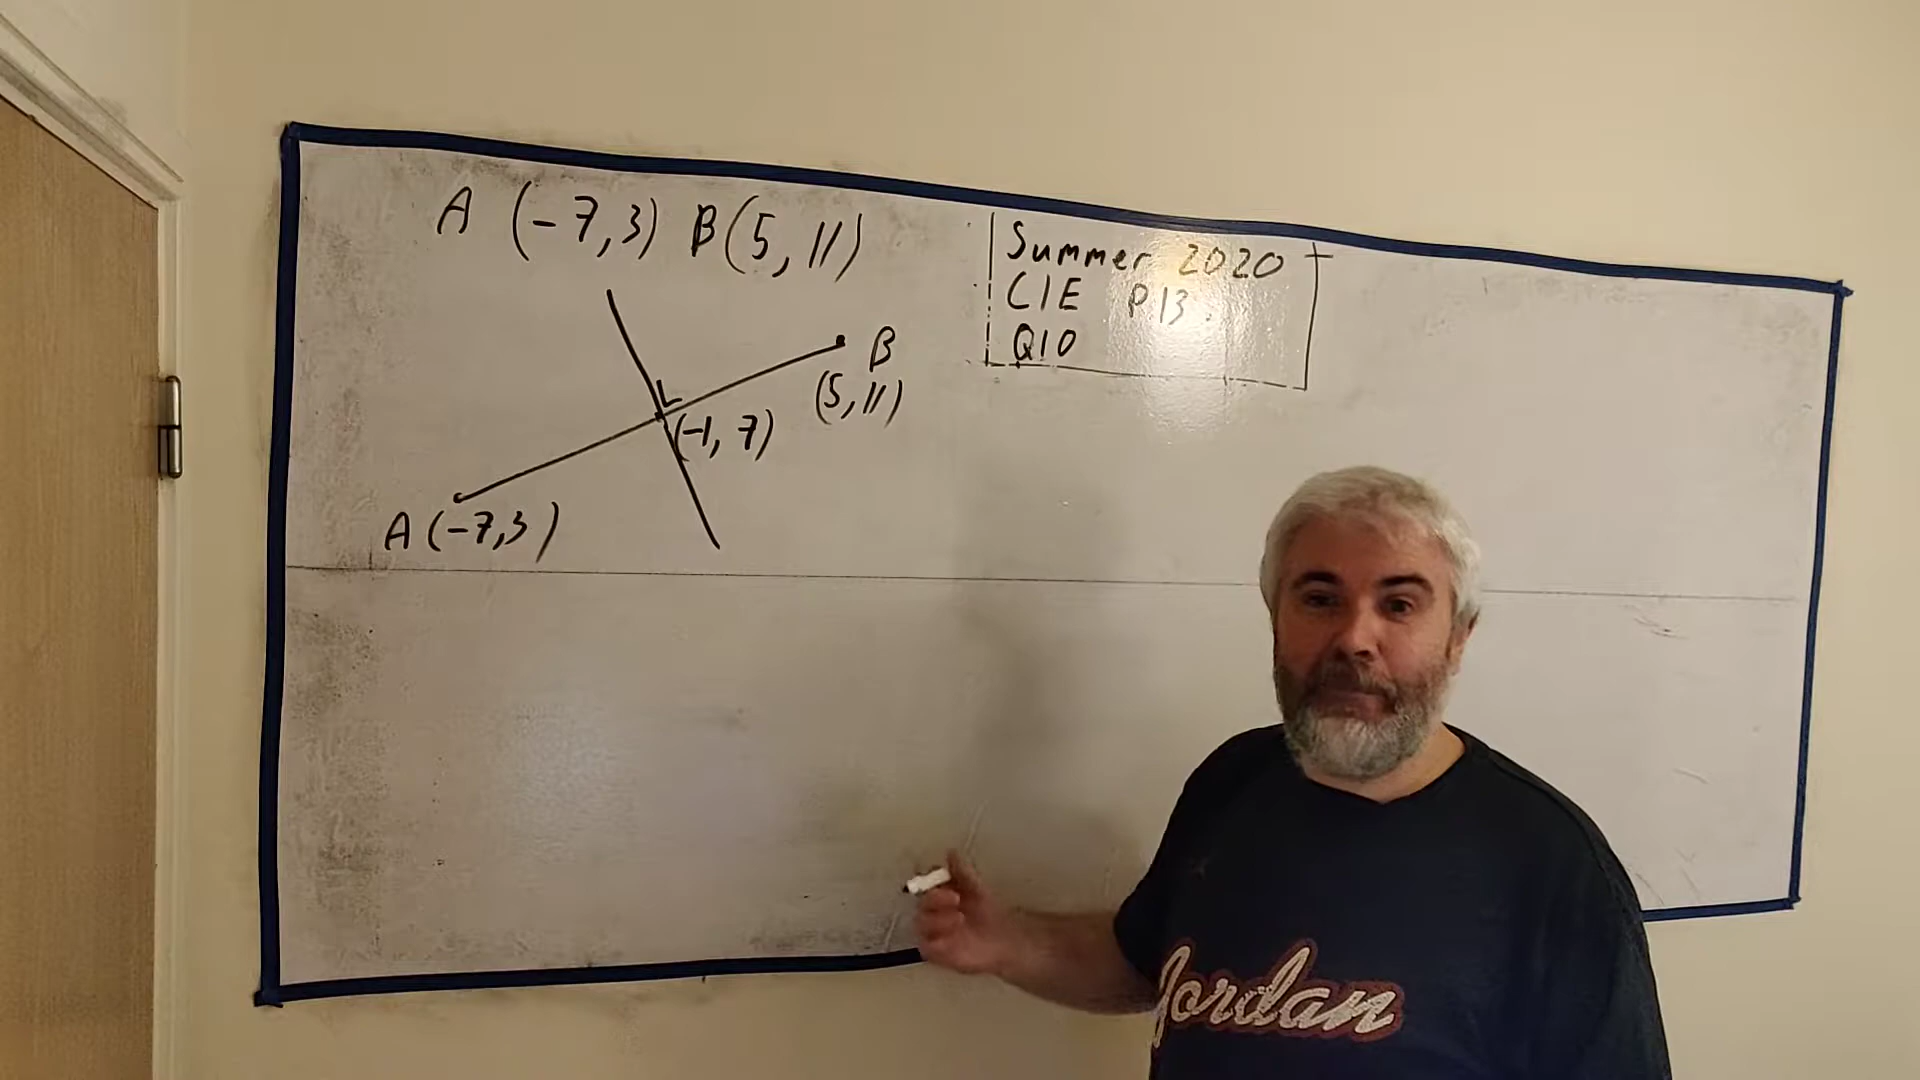 A (-7,3) B(5,11)
Summer 2020
CIE P13.
Q10
B
(5,11)
(-1,7)
A(-7,3)
Jordan